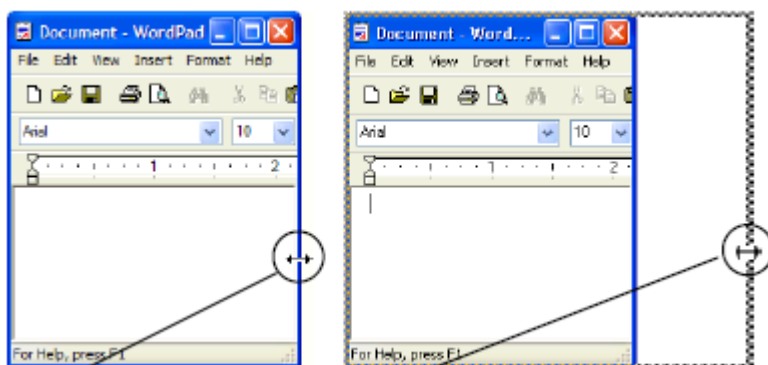 Document - WordPad
File Edit View Insert Format Help
Arial 10
1 2
For Help, press F1
Document - Word...
File Edit View Insert Format Help
Arial 10
1 2
For Help, press F1